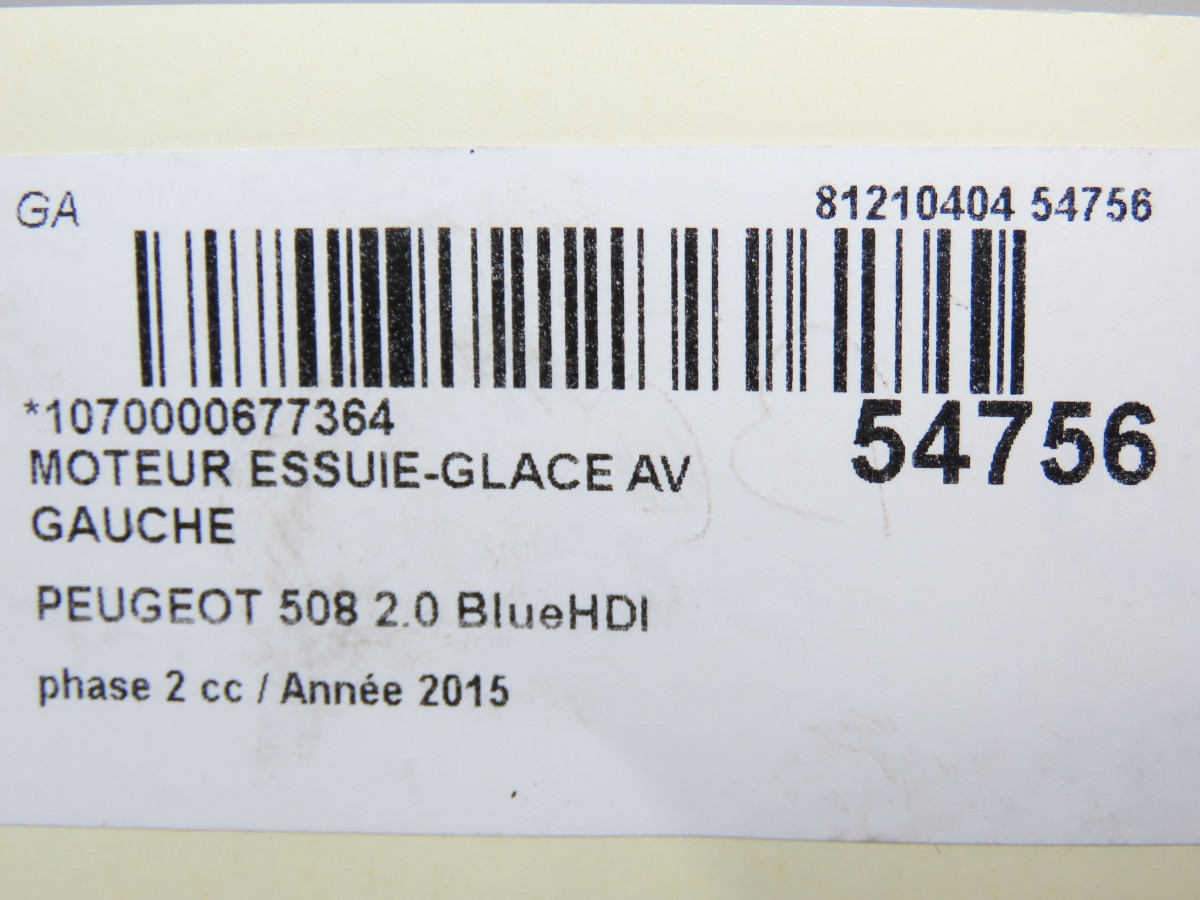 GA
81210404 54756
*1070000677364
54756
MOTEUR ESSUIE-GLACE AV
GAUCHE
PEUGEOT 508 2.0 BlueHDI
phase 2 cc / Année 2015